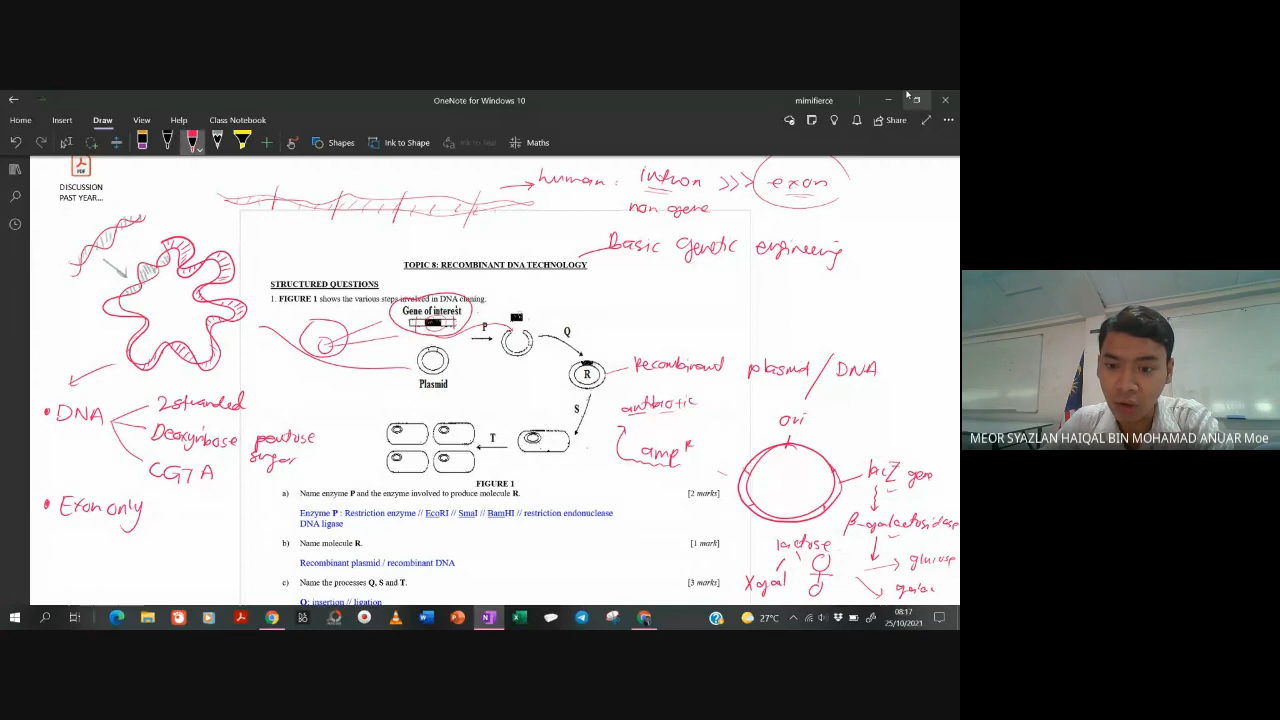 OneNote for Windows 10
mimifierce
Home Insert Draw View Help Class Notebook
Share
Shapes
Ink to Shape
Ink to Text
Maths
PDF
DISCUSSION
PAST YEAR...
human : intron >>> exon
non gene
Basic genetic engineering
TOPIC 8: RECOMBINANT DNA TECHNOLOGY
STRUCTURED QUESTIONS
1. FIGURE 1 shows the various steps involved in DNA cloning.
Gene of interest
P
Q
Plasmid
R
recombinant plasmid / DNA
S
T
antibiotic
amp R
ori
lacZ gene
β-galactosidase
lactose
glucose
Xgal
• DNA
2 stranded
Deoxyribose pentose
sugar
CGTA
• Exon only
FIGURE 1
a) Name enzyme P and the enzyme involved to produce molecule R. [2 marks]
Enzyme P : Restriction enzyme // EcoRI // SmaI // BamHI // restriction endonuclease
DNA ligase
b) Name molecule R. [1 mark]
Recombinant plasmid / recombinant DNA
c) Name the processes Q, S and T. [3 marks]
Q: insertion // ligation
MEOR SYAZLAN HAIQAL BIN MOHAMAD ANUAR Moe
27°C
08:17
25/10/2021